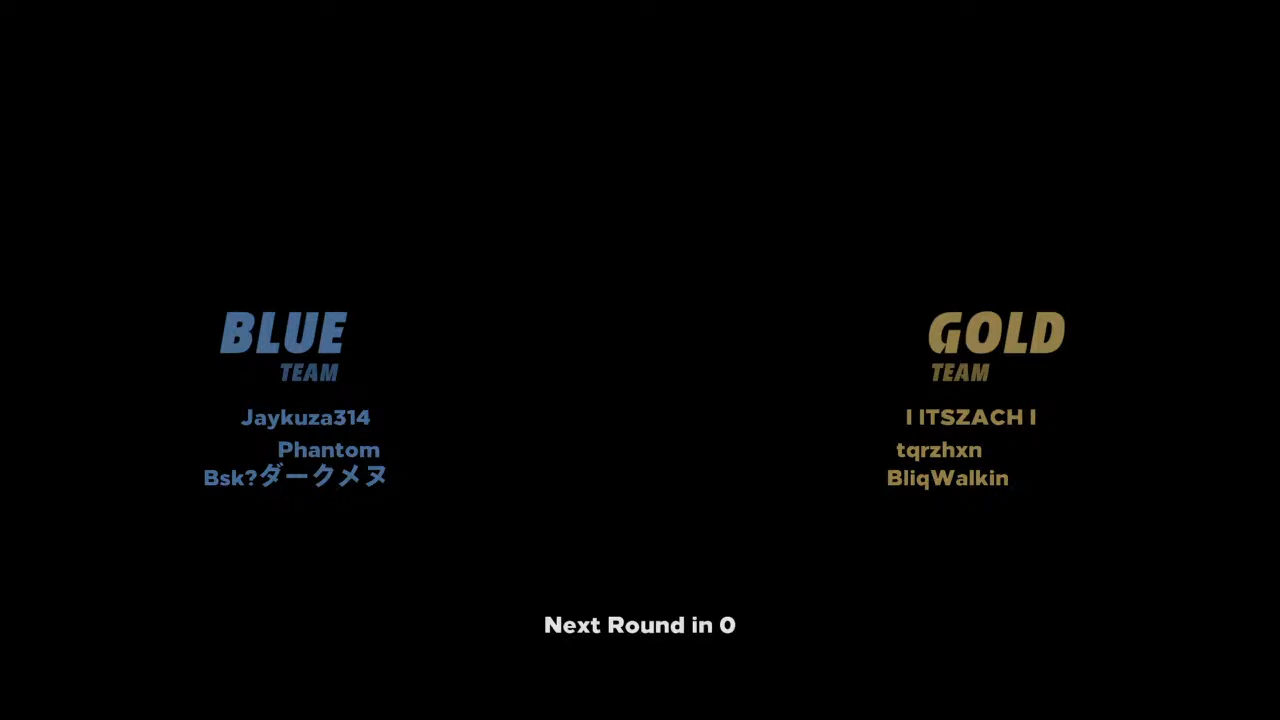 BLUE
TEAM
Jaykuza314
Phantom
Bsk?ダークメヌ
GOLD
TEAM
I ITSZACH I
tqrzhxn
BliqWalkin
Next Round in 0